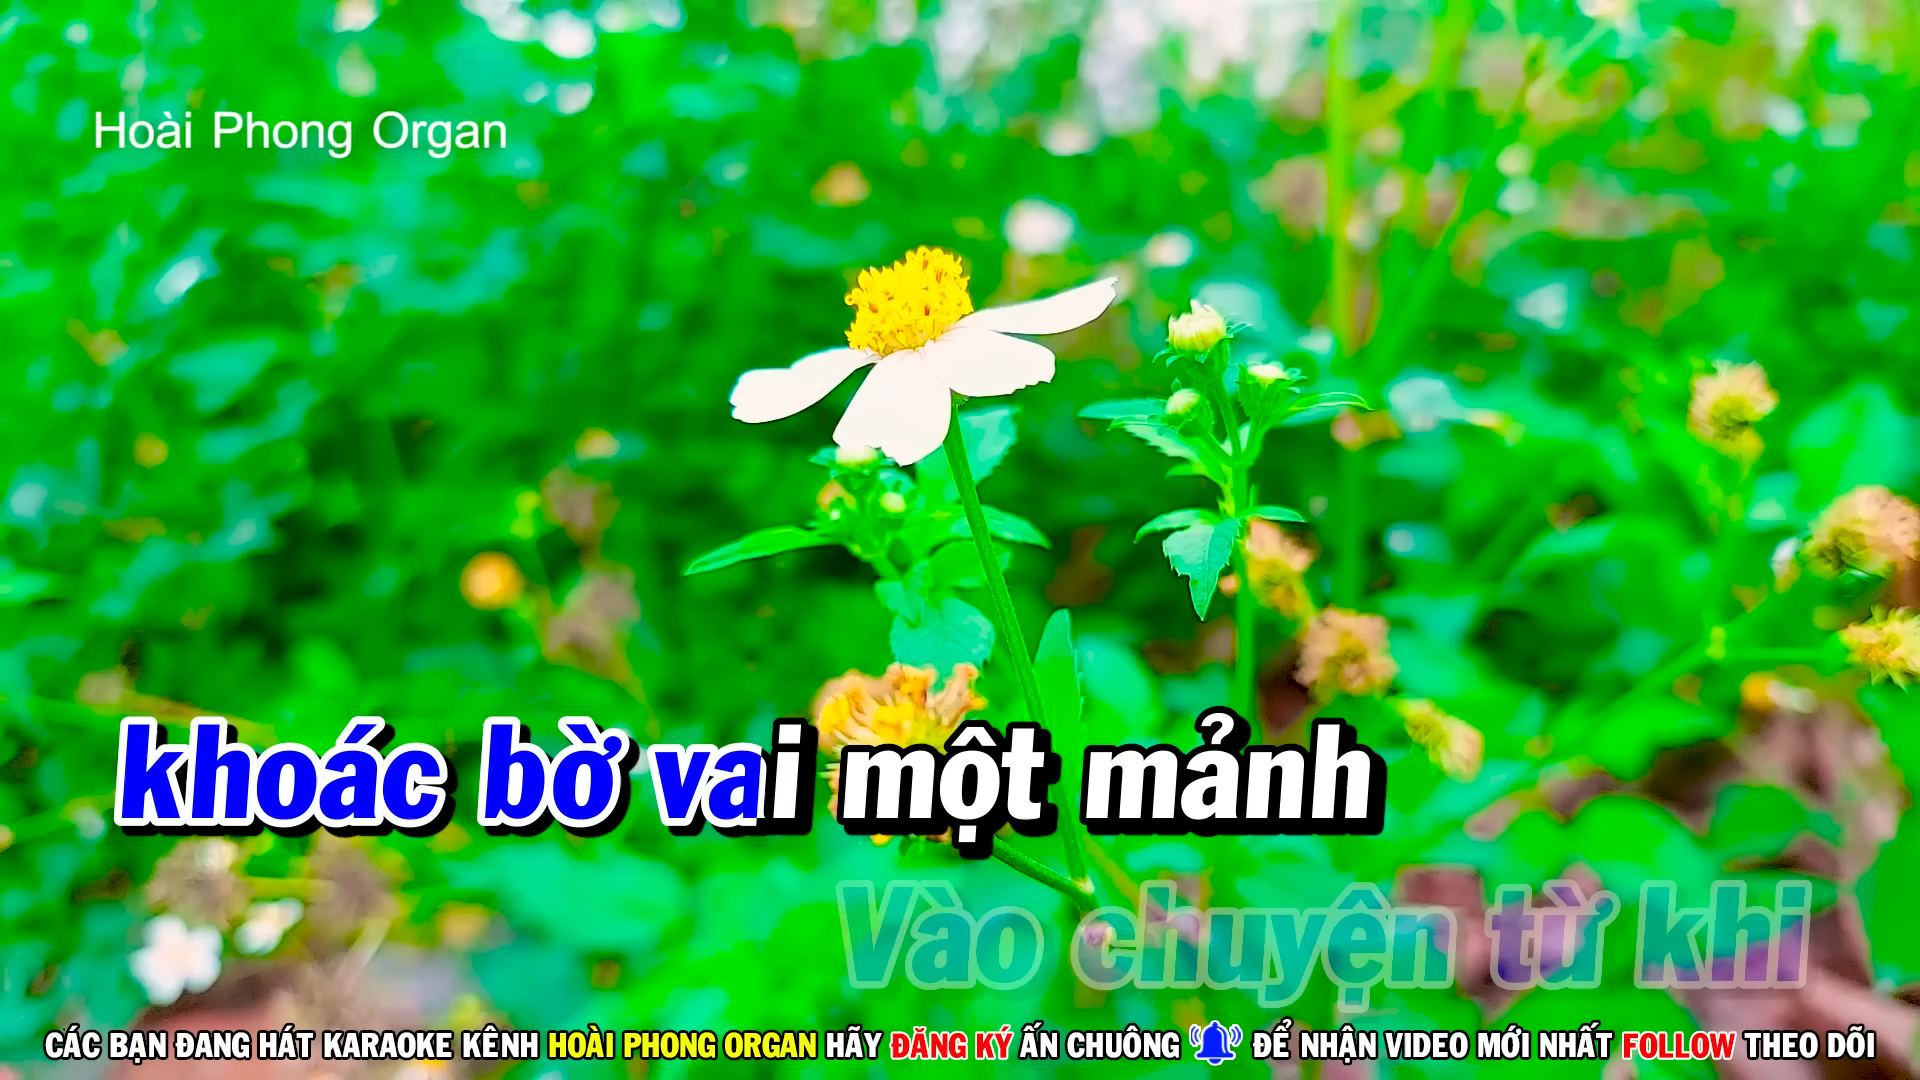 Hoài Phong Organ
khoác bờ vai một mảnh
Vào chuyện từ khi
CÁC BẠN ĐANG HÁT KARAOKE KÊNH HOÀI PHONG ORGAN HÃY ĐĂNG KÝ ẤN CHUÔNG ĐỂ NHẬN VIDEO MỚI NHẤT FOLLOW THEO DÕI